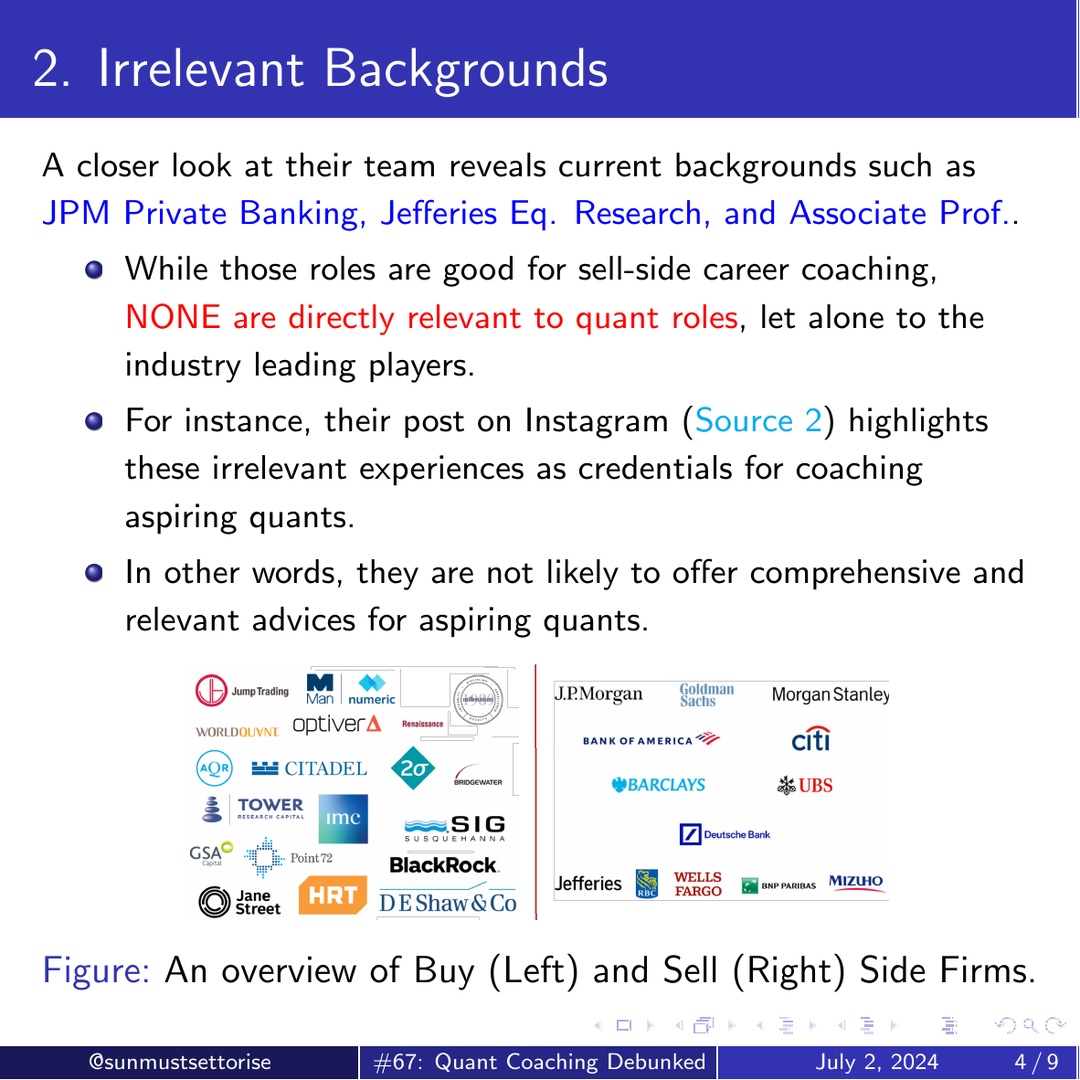 2. Irrelevant Backgrounds
A closer look at their team reveals current backgrounds such as
JPM Private Banking, Jefferies Eq. Research, and Associate Prof..
While those roles are good for sell-side career coaching,
NONE are directly relevant to quant roles, let alone to the
industry leading players.
For instance, their post on Instagram (Source 2) highlights
these irrelevant experiences as credentials for coaching
aspiring quants.
In other words, they are not likely to offer comprehensive and
relevant advices for aspiring quants.
Jump Trading
Man
numeric
1989
millennium
WORLDQUANT
optiver
Renaissance
AQR
CITADEL
2σ
BRIDGEWATER
TOWER
RESEARCH CAPITAL
imc
SIG
SUSQUEHANNA
GSA
Capital
Point72
BlackRock.
Jane
Street
HRT
DEShaw&Co
J.P.Morgan
Goldman
Sachs
Morgan Stanley
BANK OF AMERICA
citi
BARCLAYS
UBS
Deutsche Bank
Jefferies
RBC
WELLS
FARGO
BNP PARIBAS
MIZUHO
Figure: An overview of Buy (Left) and Sell (Right) Side Firms.
@sunmustsettorise
#67: Quant Coaching Debunked
July 2, 2024
4 / 9